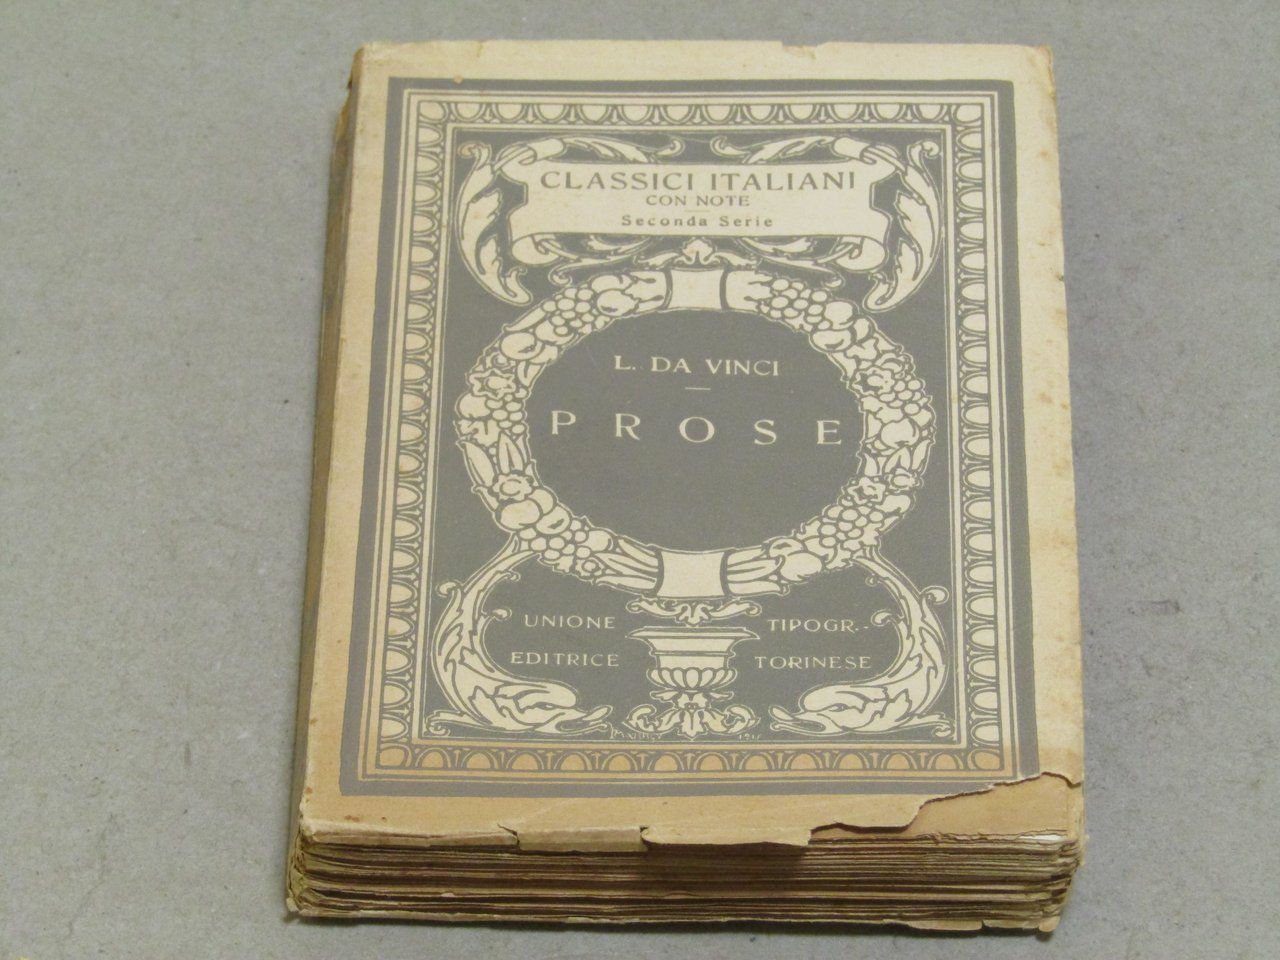 CLASSICI ITALIANI
CON NOTE
Seconda Serie
L. DA VINCI
PROSE
UNIONE TIPOGR.
EDITRICE TORINESE